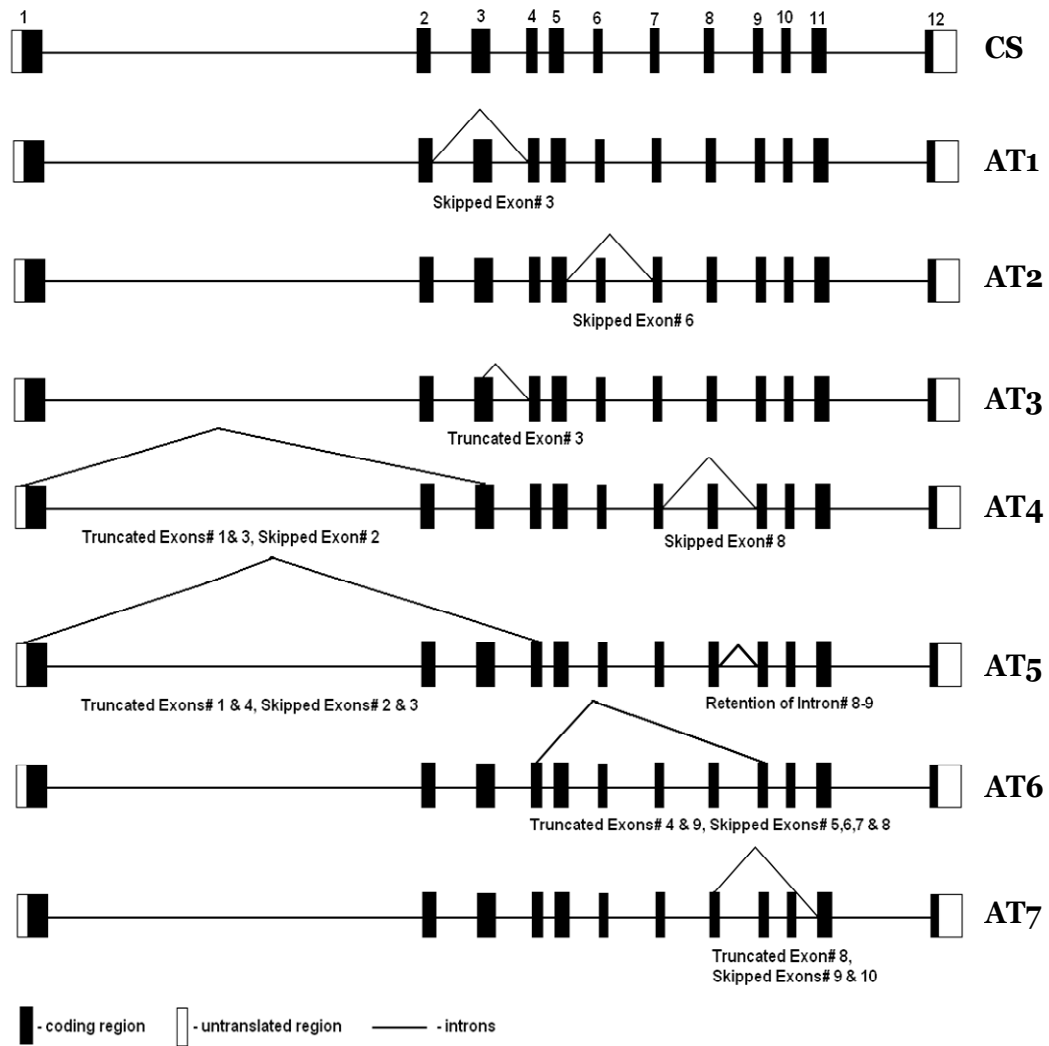 1 2 3 4 5 6 7 8 9 10 11 12
CS
AT1
Skipped Exon# 3
AT2
Skipped Exon# 6
AT3
Truncated Exon# 3
AT4
Truncated Exons# 1 & 3, Skipped Exon# 2
Skipped Exon# 8
AT5
Truncated Exons# 1 & 4, Skipped Exons# 2 & 3
Retention of Intron# 8-9
AT6
Truncated Exons# 4 & 9, Skipped Exons# 5,6,7 & 8
AT7
Truncated Exon# 8,
Skipped Exons# 9 & 10
- coding region - untranslated region - introns